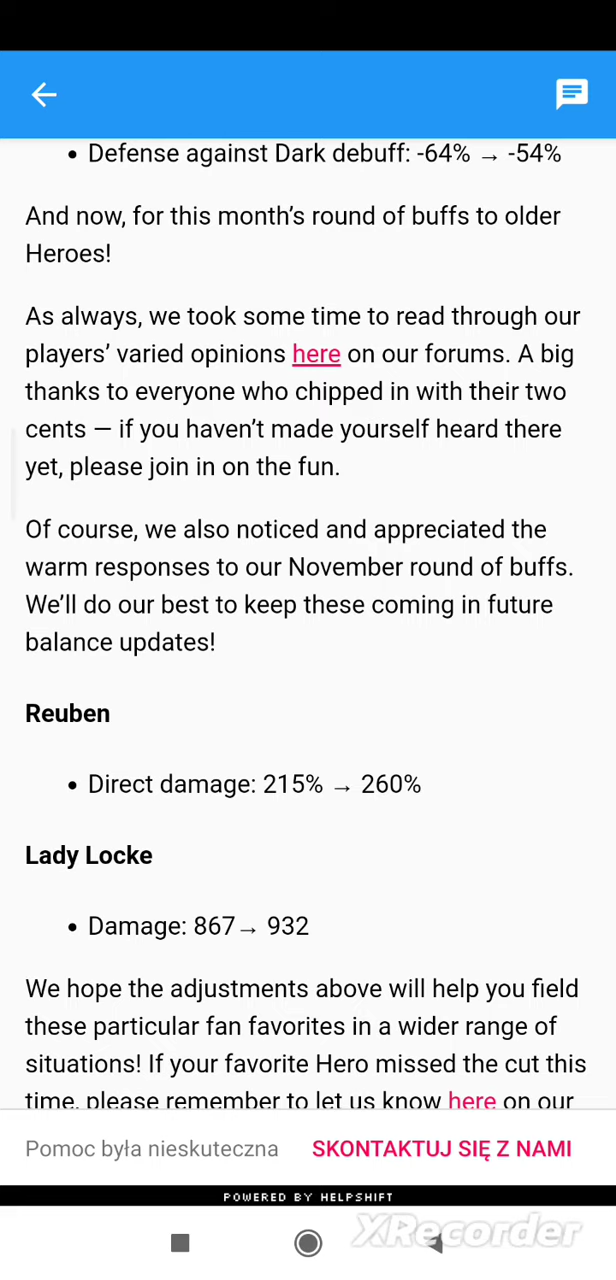 • Defense against Dark debuff: -64% → -54%
And now, for this month's round of buffs to older
Heroes!
As always, we took some time to read through our
players' varied opinions here on our forums. A big
thanks to everyone who chipped in with their two
cents — if you haven't made yourself heard there
yet, please join in on the fun.
Of course, we also noticed and appreciated the
warm responses to our November round of buffs.
We'll do our best to keep these coming in future
balance updates!
Reuben
• Direct damage: 215% → 260%
Lady Locke
• Damage: 867→ 932
We hope the adjustments above will help you field
these particular fan favorites in a wider range of
situations! If your favorite Hero missed the cut this
time, please remember to let us know here on our
Pomoc była nieskuteczna SKONTAKTUJ SIĘ Z NAMI
POWERED BY HELPSHIFT
XRecorder